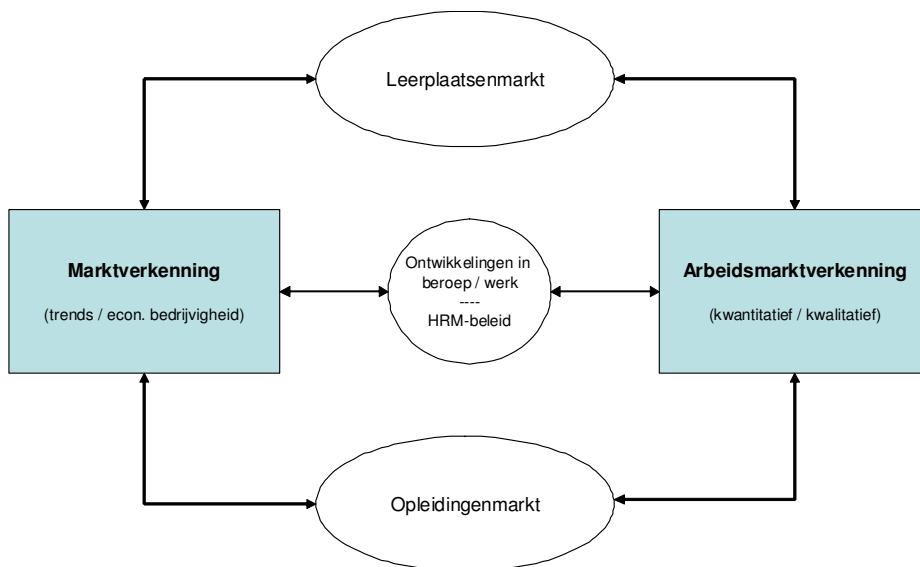 Leerplaatsenmarkt
Marktverkenning
(trends / econ. bedrijvigheid)
Ontwikkelingen in
beroep / werk
----
HRM-beleid
Arbeidsmarktverkenning
(kwantitatief / kwalitatief)
Opleidingenmarkt